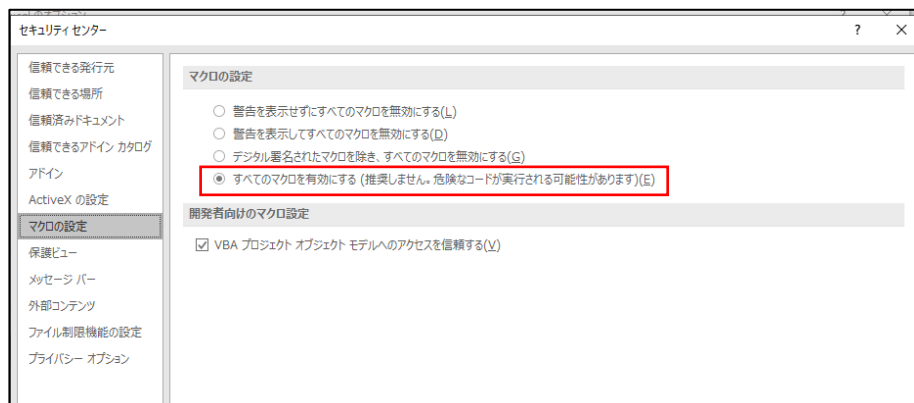 セキュリティ センター
? ×
信頼できる発行元
信頼できる場所
信頼済みドキュメント
信頼できるアドイン カタログ
アドイン
ActiveX の設定
マクロの設定
保護ビュー
メッセージ バー
外部コンテンツ
ファイル制限機能の設定
プライバシー オプション
マクロの設定
警告を表示せずにすべてのマクロを無効にする(L)
警告を表示してすべてのマクロを無効にする(D)
デジタル署名されたマクロを除き、すべてのマクロを無効にする(G)
すべてのマクロを有効にする (推奨しません。危険なコードが実行される可能性があります)(E)
開発者向けのマクロ設定
VBA プロジェクト オブジェクト モデルへのアクセスを信頼する(V)